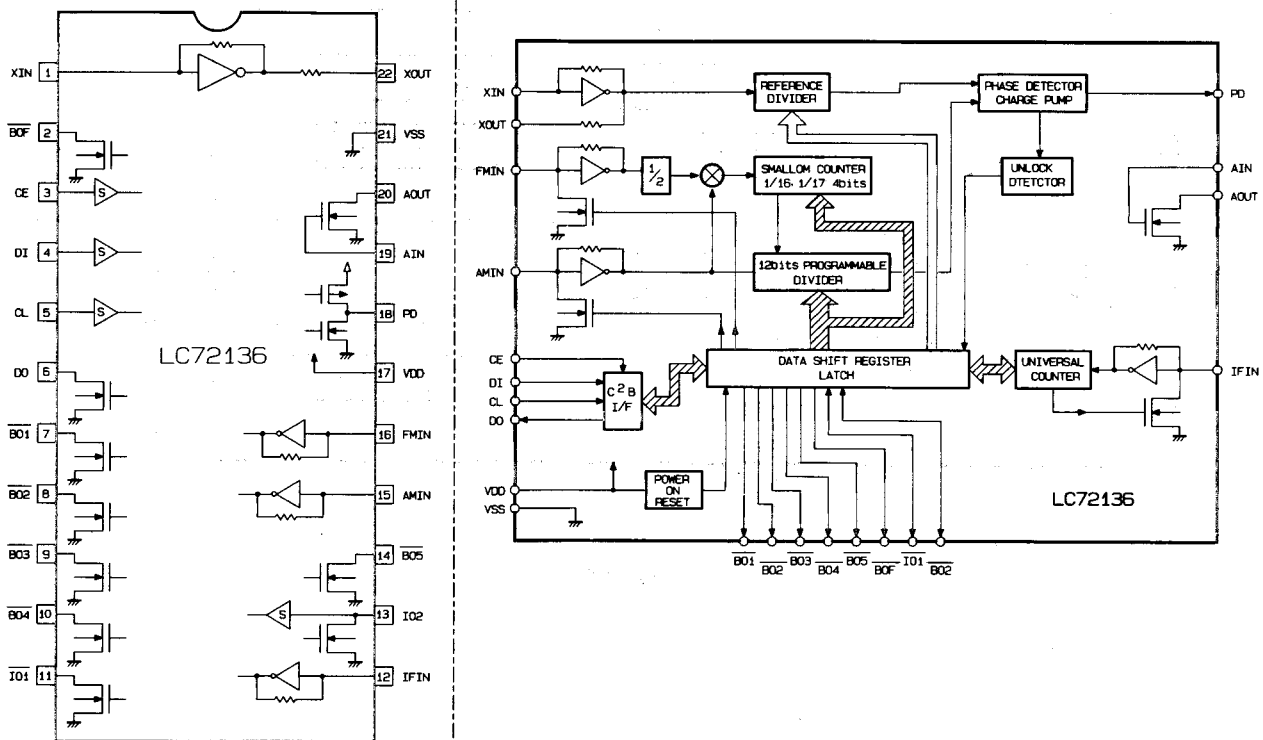 XIN 1
22 XOUT
BOF 2
21 VSS
CE 3 S
20 AOUT
DI 4 S
19 AIN
CL 5 S
18 PD
LC72136
17 VDD
DO 6
BO1 7
16 FMIN
BO2 8
15 AMIN
BO3 9
14 BO5
BO4 10
S 13 IO2
IO1 11
12 IFIN
XIN
XOUT
REFERENCE
DIVIDER
PHASE DETECTOR
CHARGE PUMP
PD
FMIN
1/2
SMALLOM COUNTER
1/16, 1/17 4bits
UNLOCK
DTETCTOR
AIN
AOUT
AMIN
12bits PROGRAMMABLE
DIVIDER
CE
DI
CL
DO
C2B
I/F
DATA SHIFT REGISTER
LATCH
UNIVERSAL
COUNTER
IFIN
VDD
VSS
POWER
ON
RESET
LC72136
BO1
BO2
BO3
BO4
BO5
BOF
IO1
BO2